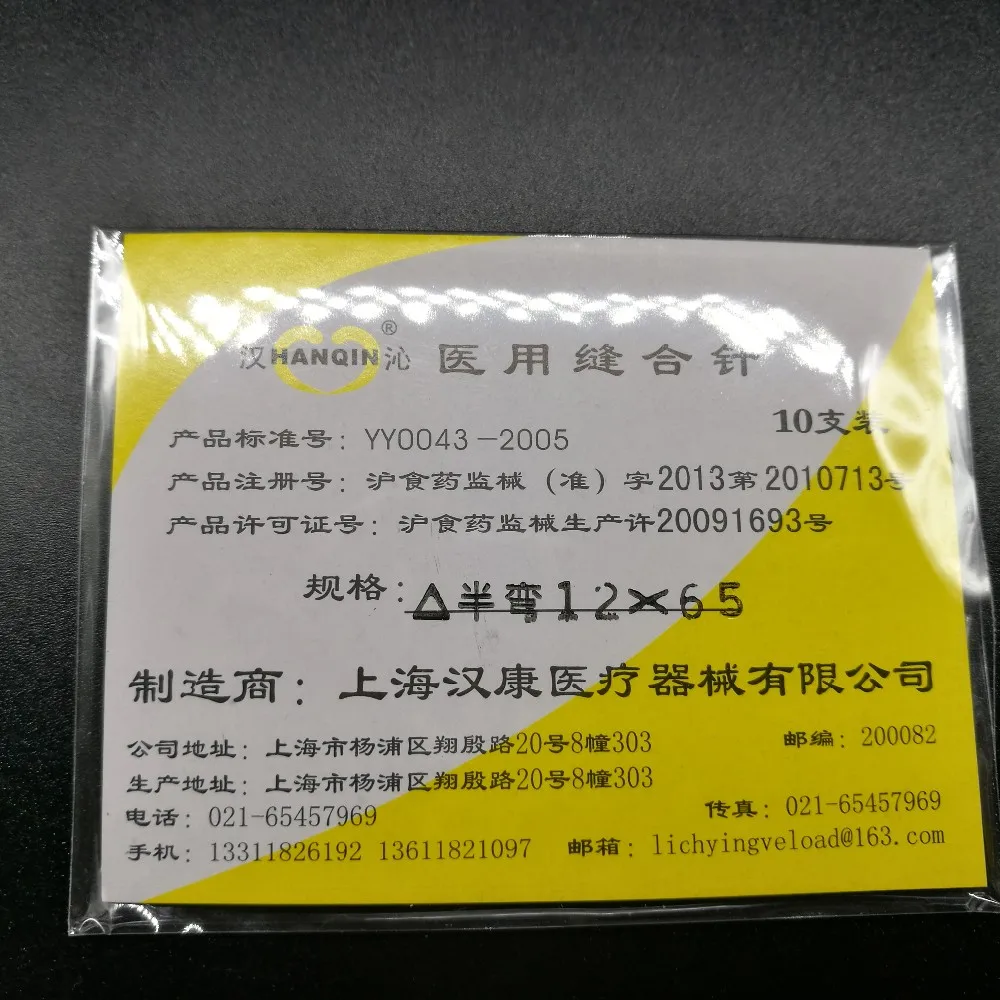 汉HANQIN沁® 医用缝合针
10支装
产品标准号：YY0043-2005
产品注册号：沪食药监械（准）字2013第2010713号
产品许可证号：沪食药监械生产许20091693号
规格：△半弯12×65
制造商：上海汉康医疗器械有限公司
公司地址：上海市杨浦区翔殷路20号8幢303 邮编：200082
生产地址：上海市杨浦区翔殷路20号8幢303
电话：021-65457969 传真：021-65457969
手机：13311826192 13611821097 邮箱：lichyingveload@163.com